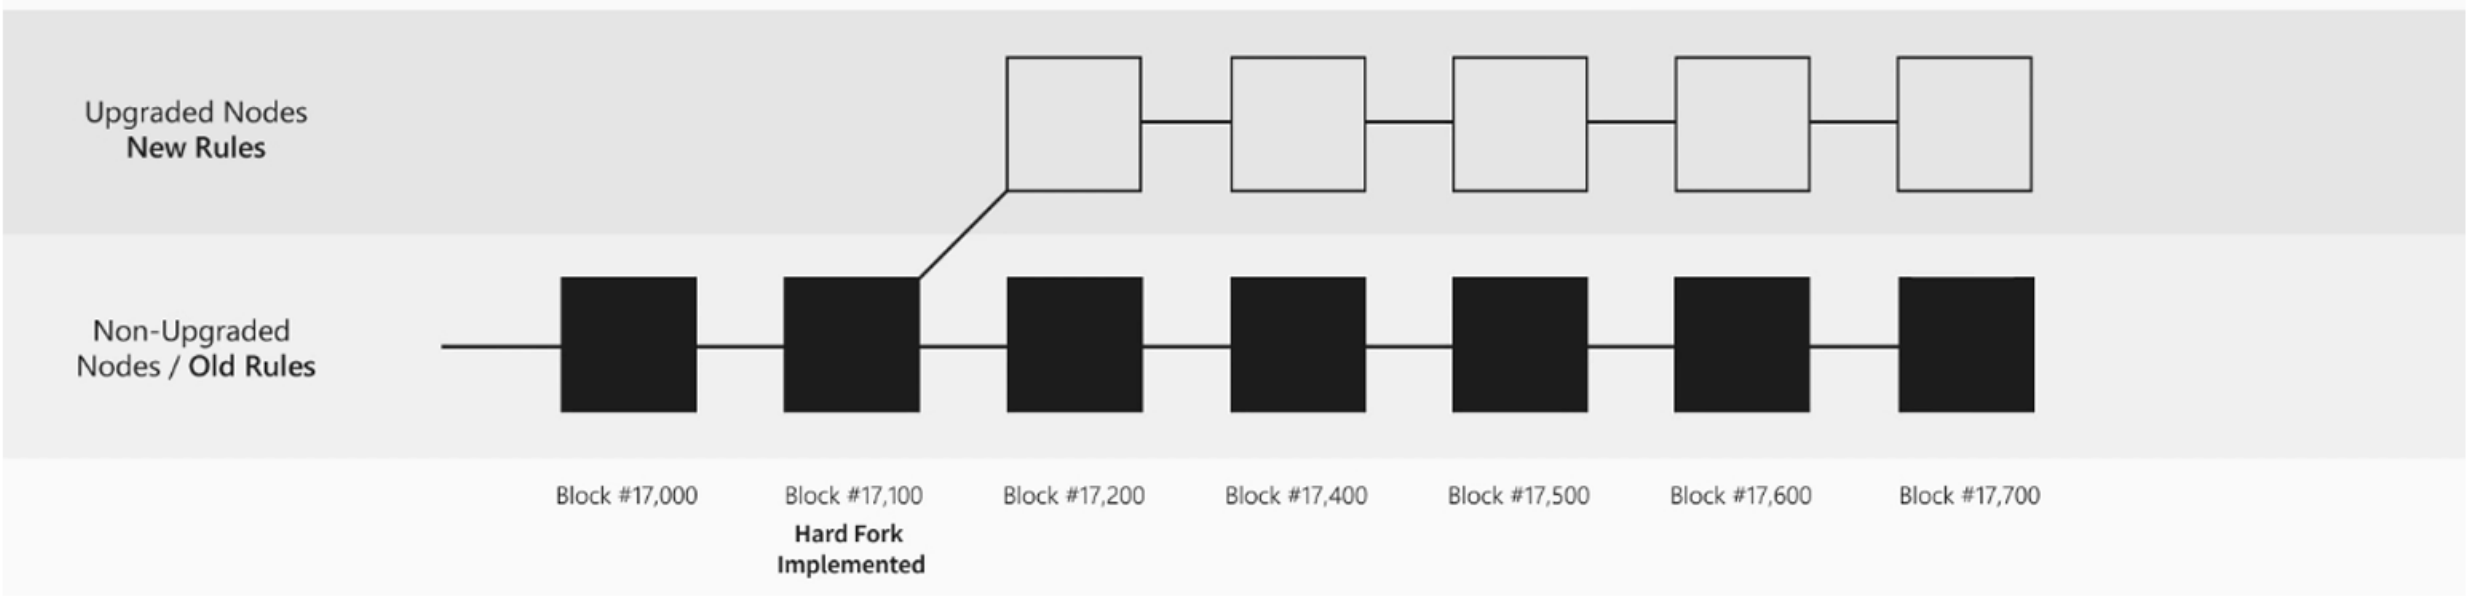 Upgraded Nodes
New Rules
Non-Upgraded
Nodes / Old Rules
Block #17,000
Block #17,100
Block #17,200
Block #17,400
Block #17,500
Block #17,600
Block #17,700
Hard Fork
Implemented